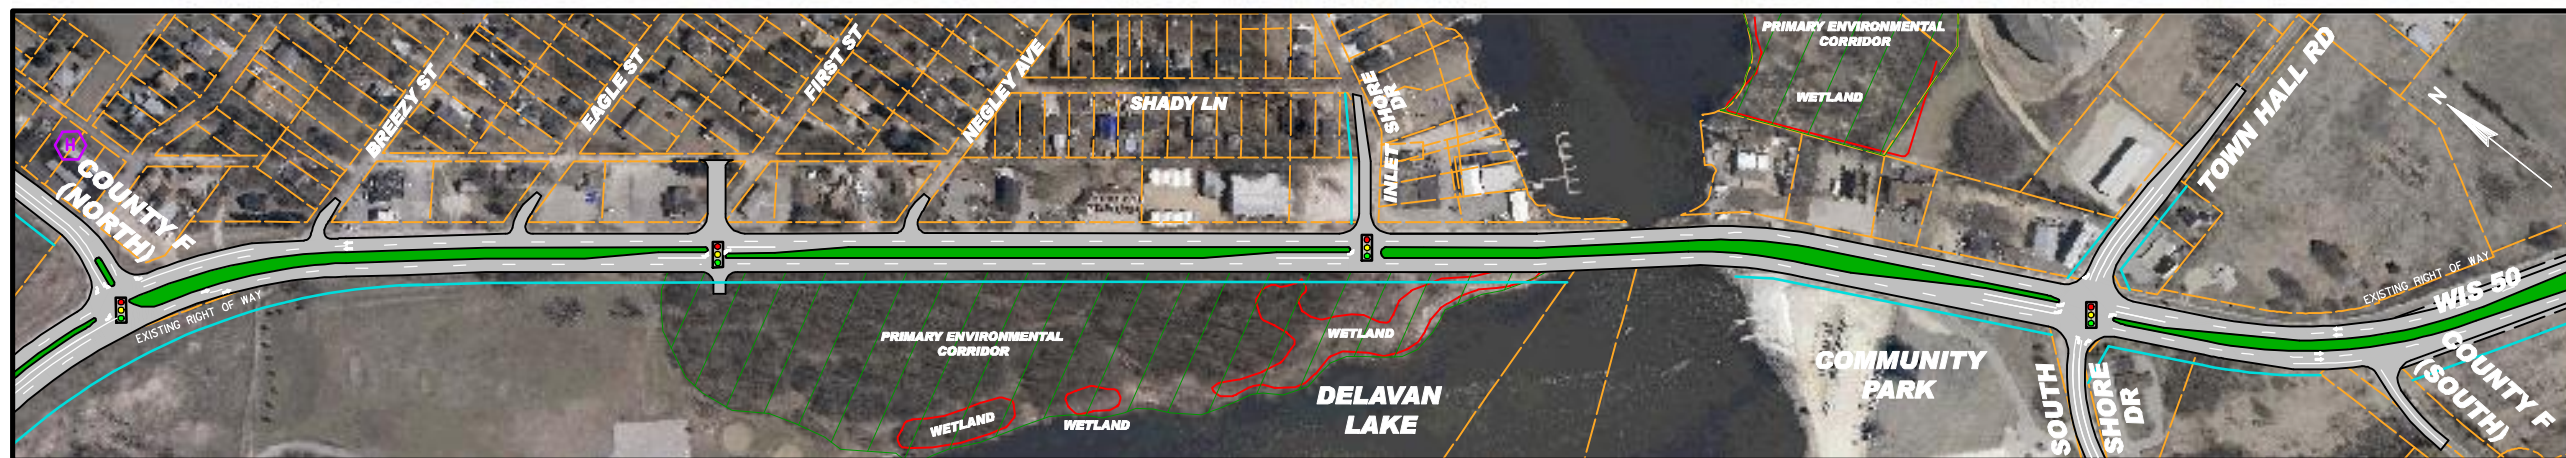 H
COUNTY F
(NORTH)
BREEZY ST
EAGLE ST
FIRST ST
NEGLEY AVE
SHADY LN
INLET SHORE
DR
PRIMARY ENVIRONMENTAL
CORRIDOR
WETLAND
TOWN HALL RD
N
EXISTING RIGHT OF WAY
PRIMARY ENVIRONMENTAL
CORRIDOR
WETLAND
WETLAND
WETLAND
DELAVAN
LAKE
COMMUNITY
PARK
SOUTH
SHORE
DR
EXISTING RIGHT OF WAY
WIS 50
COUNTY F
(SOUTH)